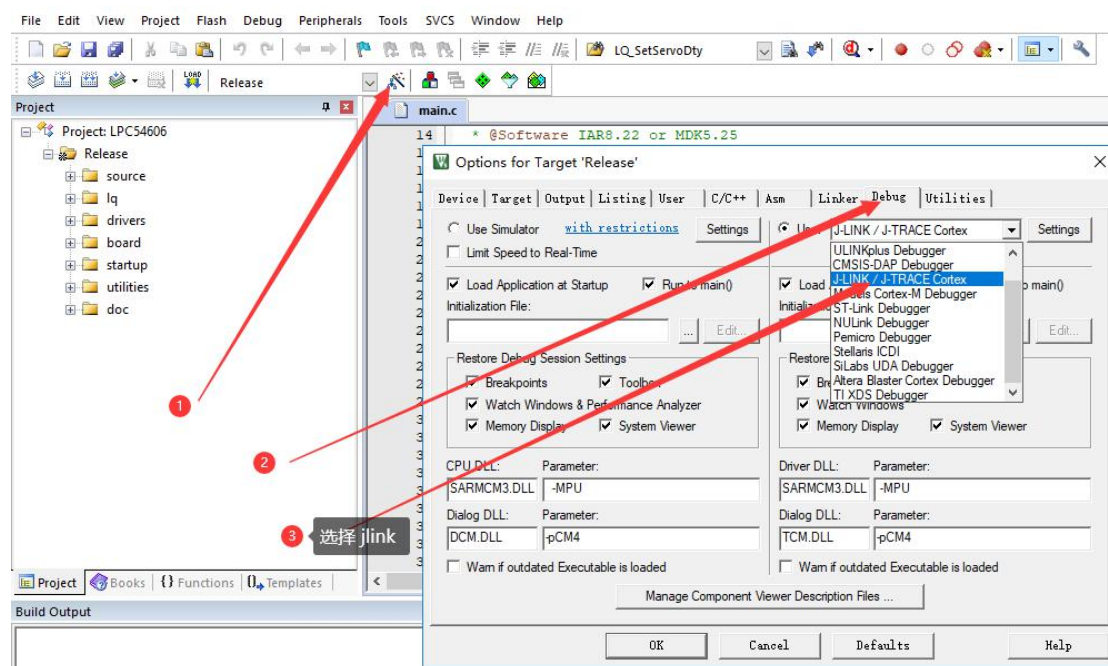 File Edit View Project Flash Debug Peripherals Tools SVCS Window Help
LQ_SetServoDty
LOAD
Release
Project
main.c
Project: LPC54606
Release
source
lq
drivers
board
startup
utilities
doc
14 * @Software IAR8.22 or MDK5.25
Options for Target 'Release'
Device Target Output Listing User C/C++ Asm Linker Debug Utilities
Use Simulator with restrictions Settings
J-LINK / J-TRACE Cortex Settings
Limit Speed to Real-Time
ULINKplus Debugger
CMSIS-DAP Debugger
J-LINK / J-TRACE Cortex
Models Cortex-M Debugger
ST-Link Debugger
NULink Debugger
Pemicro Debugger
Stellaris ICDI
SiLabs UDA Debugger
Altera Blaster Cortex Debugger
TI XDS Debugger
Load Application at Startup Run to main()
Load main()
Initialization File:
... Edit...
Edit...
Restore Debug Session Settings
Restore
Breakpoints Toolbox
Watch Windows & Performance Analyzer
Watch Windows
Memory Display System Viewer
Memory Display System Viewer
CPU DLL: Parameter:
SARMCM3.DLL -MPU
Driver DLL: Parameter:
SARMCM3.DLL -MPU
Dialog DLL: Parameter:
DCM.DLL -pCM4
Dialog DLL: Parameter:
TCM.DLL -pCM4
Warn if outdated Executable is loaded
Warn if outdated Executable is loaded
Manage Component Viewer Description Files ...
OK Cancel Defaults Help
1
2
3 选择 jlink
Project Books {} Functions Templates
Build Output